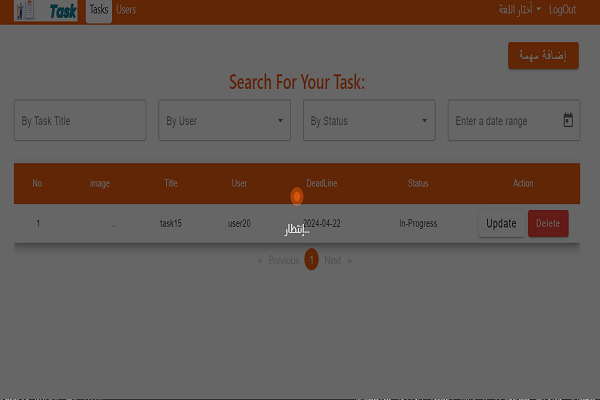 Task Tasks Users أختار اللغة LogOut
إضافة مهمة
Search For Your Task:
By Task Title By User By Status Enter a date range
No image Title User DeadLine Status Action
1 . task15 user20 2024-04-22 In-Progress Update Delete
إنتظار...
« Previous 1 Next »